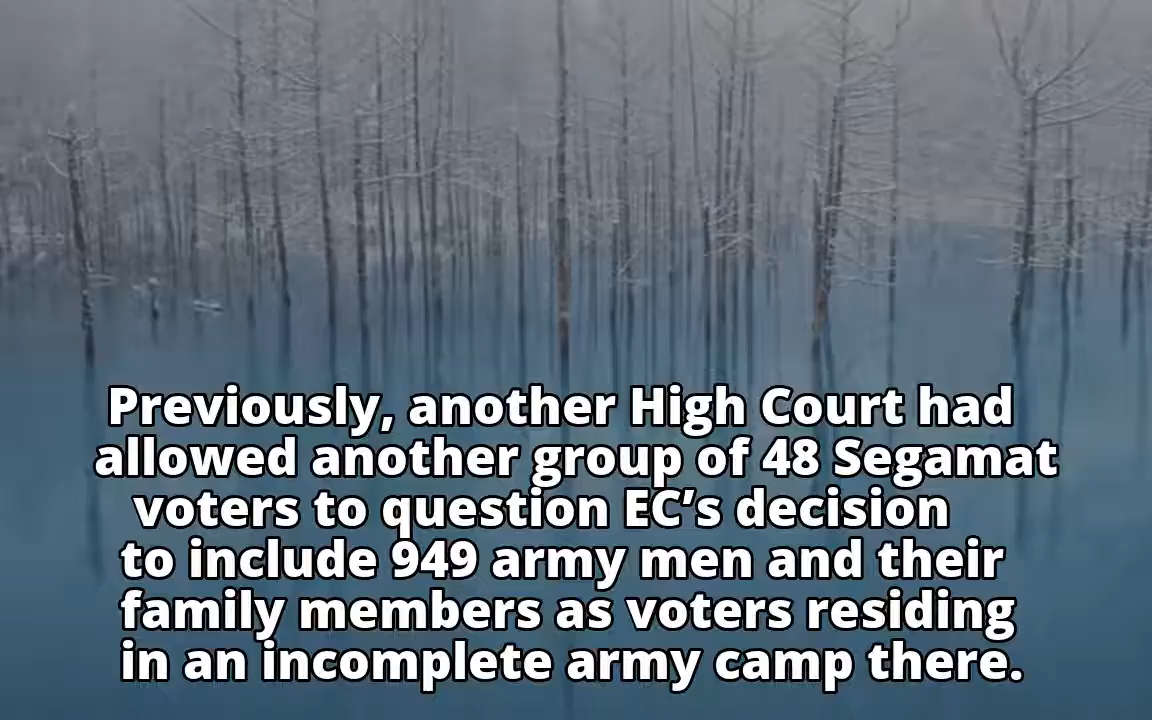 Previously, another High Court had
allowed another group of 48 Segamat
voters to question EC’s decision
to include 949 army men and their
family members as voters residing
in an incomplete army camp there.